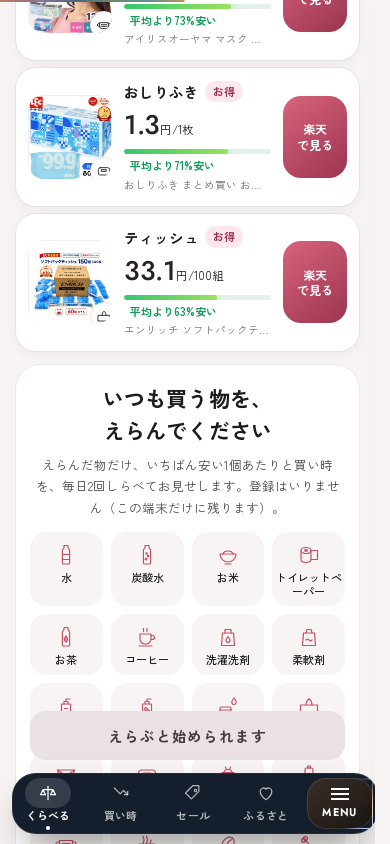 で見る
平均より73%安い
アイリスオーヤマ マスク …
おしりふき お得
1.3円/1枚
平均より71%安い
おしりふき まとめ買い お…
楽天
で見る
ティッシュ お得
33.1円/100組
平均より63%安い
エンリッチ ソフトパックテ…
楽天
で見る
いつも買う物を、
えらんでください
えらんだ物だけ、いちばん安い1個あたりと買い時
を、毎日2回しらべてお見せします。登録はいりませ
ん（この端末だけに残ります）。
水 炭酸水 お米 トイレットペ
ーパー
お茶 コーヒー 洗濯洗剤 柔軟剤
えらぶと始められます
くらべる 買い時 セール ふるさと MENU